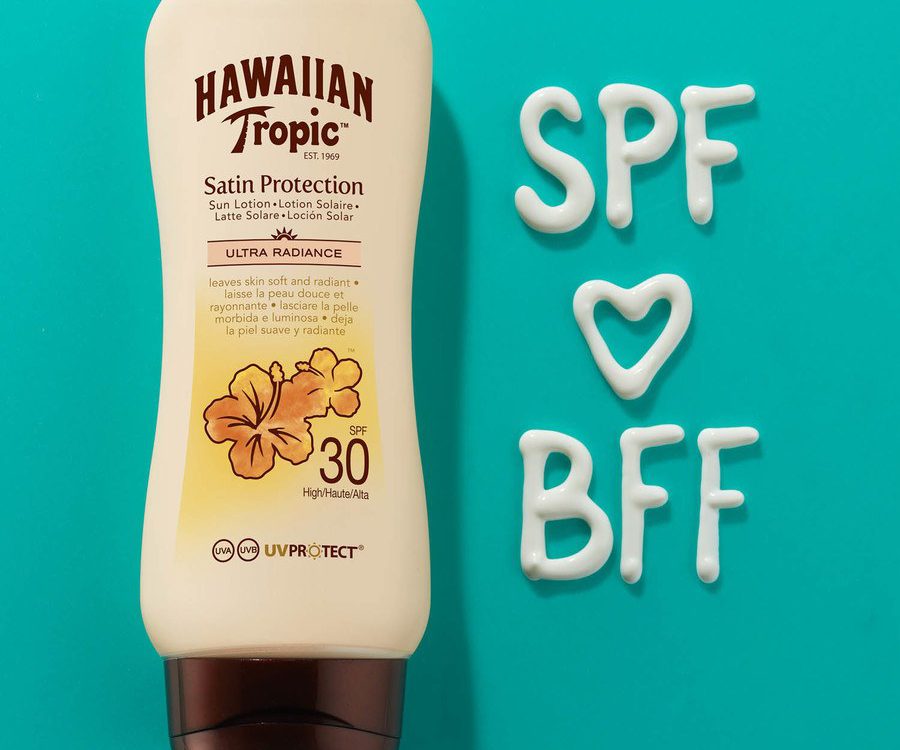 HAWAIIAN
Tropic™
EST. 1969
Satin Protection
Sun Lotion • Lotion Solaire •
Latte Solare • Loción Solar
ULTRA RADIANCE
leaves skin soft and radiant •
laisse la peau douce et
rayonnante • lasciare la pelle
morbida e luminosa • deja
la piel suave y radiante
™
SPF
30
High/Haute/Alta
UVA UVB UVPROTECT®
SPF
BFF